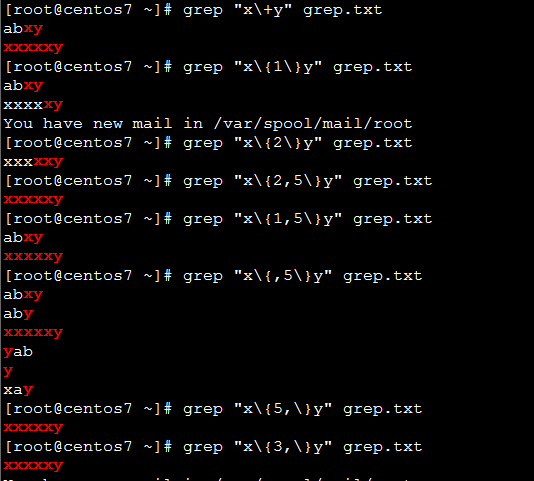 [root@centos7 ~]# grep "x\+y" grep.txt
abxy
xxxxxy
[root@centos7 ~]# grep "x\{1\}y" grep.txt
abxy
xxxxxy
You have new mail in /var/spool/mail/root
[root@centos7 ~]# grep "x\{2\}y" grep.txt
xxxxxy
[root@centos7 ~]# grep "x\{2,5\}y" grep.txt
xxxxxy
[root@centos7 ~]# grep "x\{1,5\}y" grep.txt
abxy
xxxxxy
[root@centos7 ~]# grep "x\{,5\}y" grep.txt
abxy
aby
xxxxxy
yab
y
xay
[root@centos7 ~]# grep "x\{5,\}y" grep.txt
xxxxxy
[root@centos7 ~]# grep "x\{3,\}y" grep.txt
xxxxxy